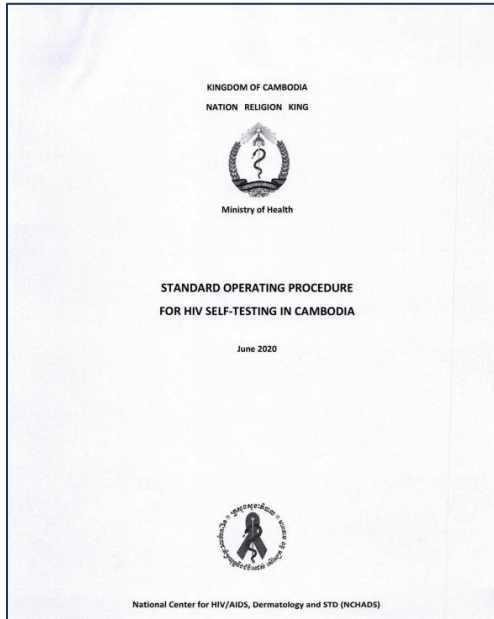 KINGDOM OF CAMBODIA
NATION RELIGION KING
Ministry of Health
STANDARD OPERATING PROCEDURE
FOR HIV SELF-TESTING IN CAMBODIA
June 2020
National Center for HIV/AIDS, Dermatology and STD (NCHADS)